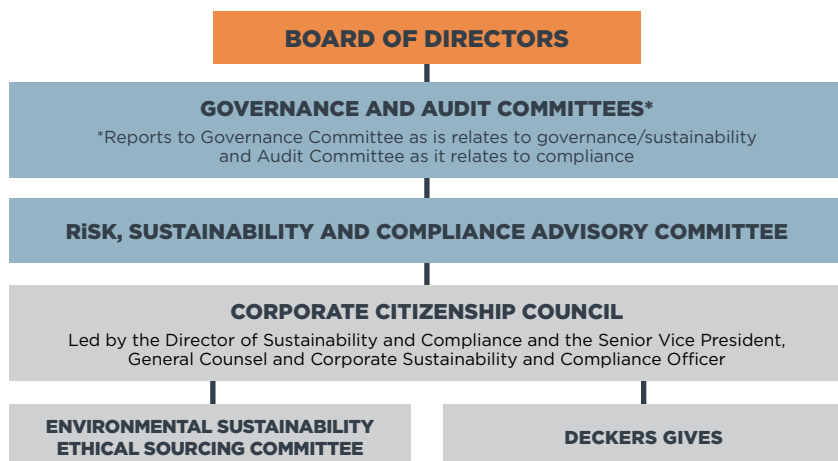 BOARD OF DIRECTORS
GOVERNANCE AND AUDIT COMMITTEES*
*Reports to Governance Committee as is relates to governance/sustainability
and Audit Committee as it relates to compliance
RiSK, SUSTAINABILITY AND COMPLIANCE ADVISORY COMMITTEE
CORPORATE CITIZENSHIP COUNCIL
Led by the Director of Sustainability and Compliance and the Senior Vice President,
General Counsel and Corporate Sustainability and Compliance Officer
ENVIRONMENTAL SUSTAINABILITY
ETHICAL SOURCING COMMITTEE
DECKERS GIVES